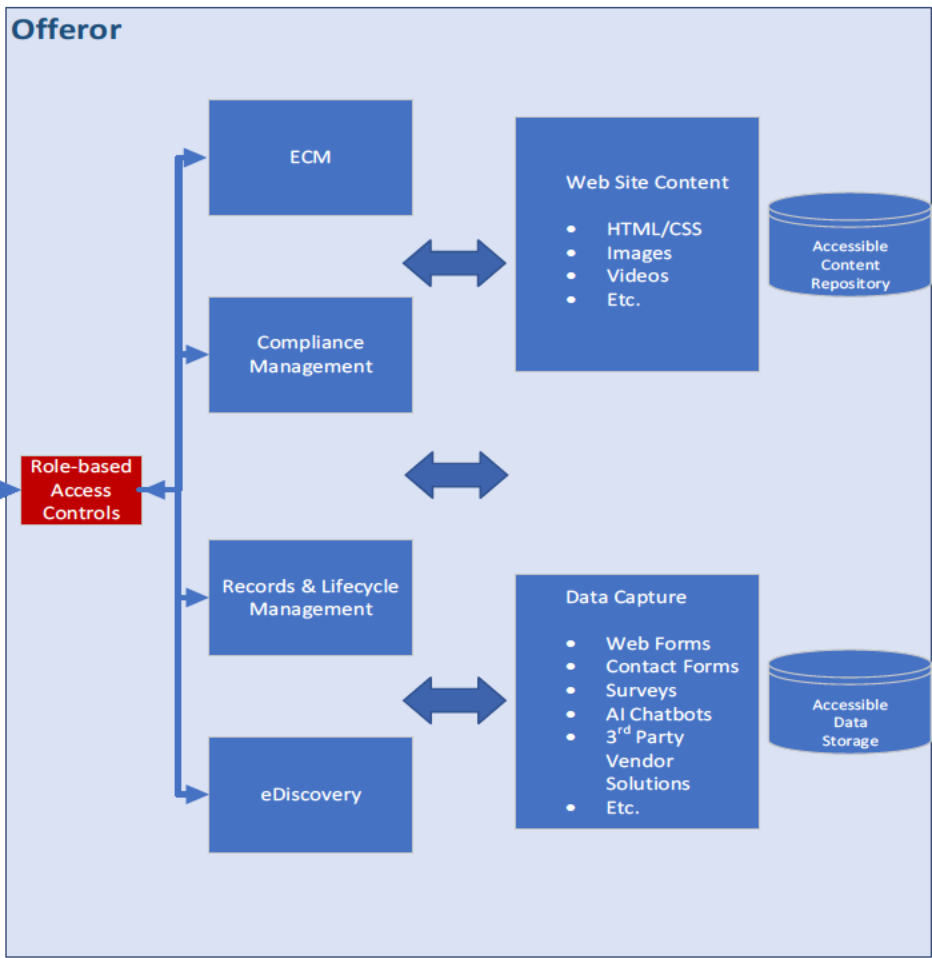 Offeror
ECM
Web Site Content
• HTML/CSS
• Images
• Videos
• Etc.
Accessible
Content
Repository
Compliance
Management
Role-based
Access
Controls
Records & Lifecycle
Management
Data Capture
• Web Forms
• Contact Forms
• Surveys
• AI Chatbots
• 3rd Party
Vendor
Solutions
• Etc.
Accessible
Data
Storage
eDiscovery